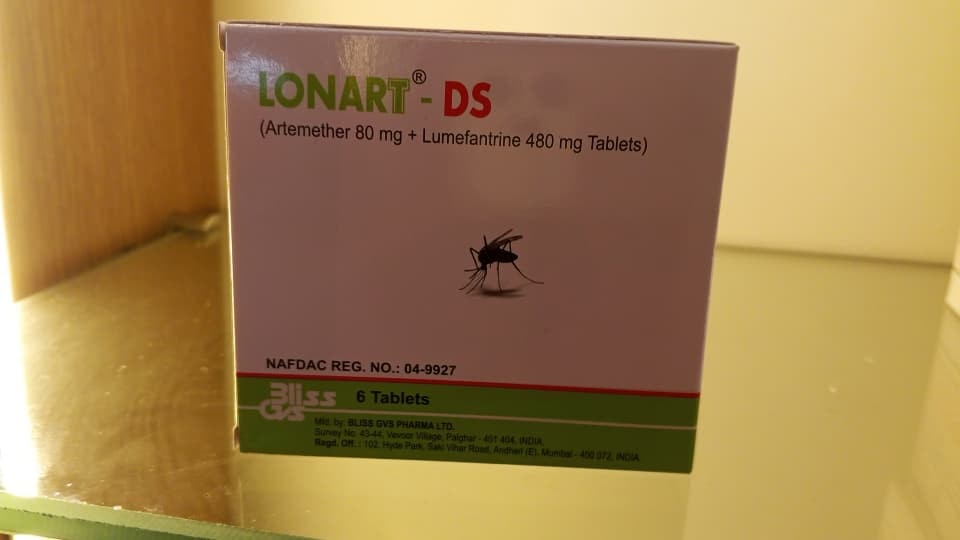 LONART® - DS
(Artemether 80 mg + Lumefantrine 480 mg Tablets)
NAFDAC REG. NO.: 04-9927
Bliss GVS
6 Tablets
Mfd. by: BLISS GVS PHARMA LTD.
Survey No. 43-44, Vevoor Village, Palghar - 401 404, INDIA.
Regd. Off. : 102, Hyde Park, Saki Vihar Road, Andheri (E), Mumbai - 400 072, INDIA